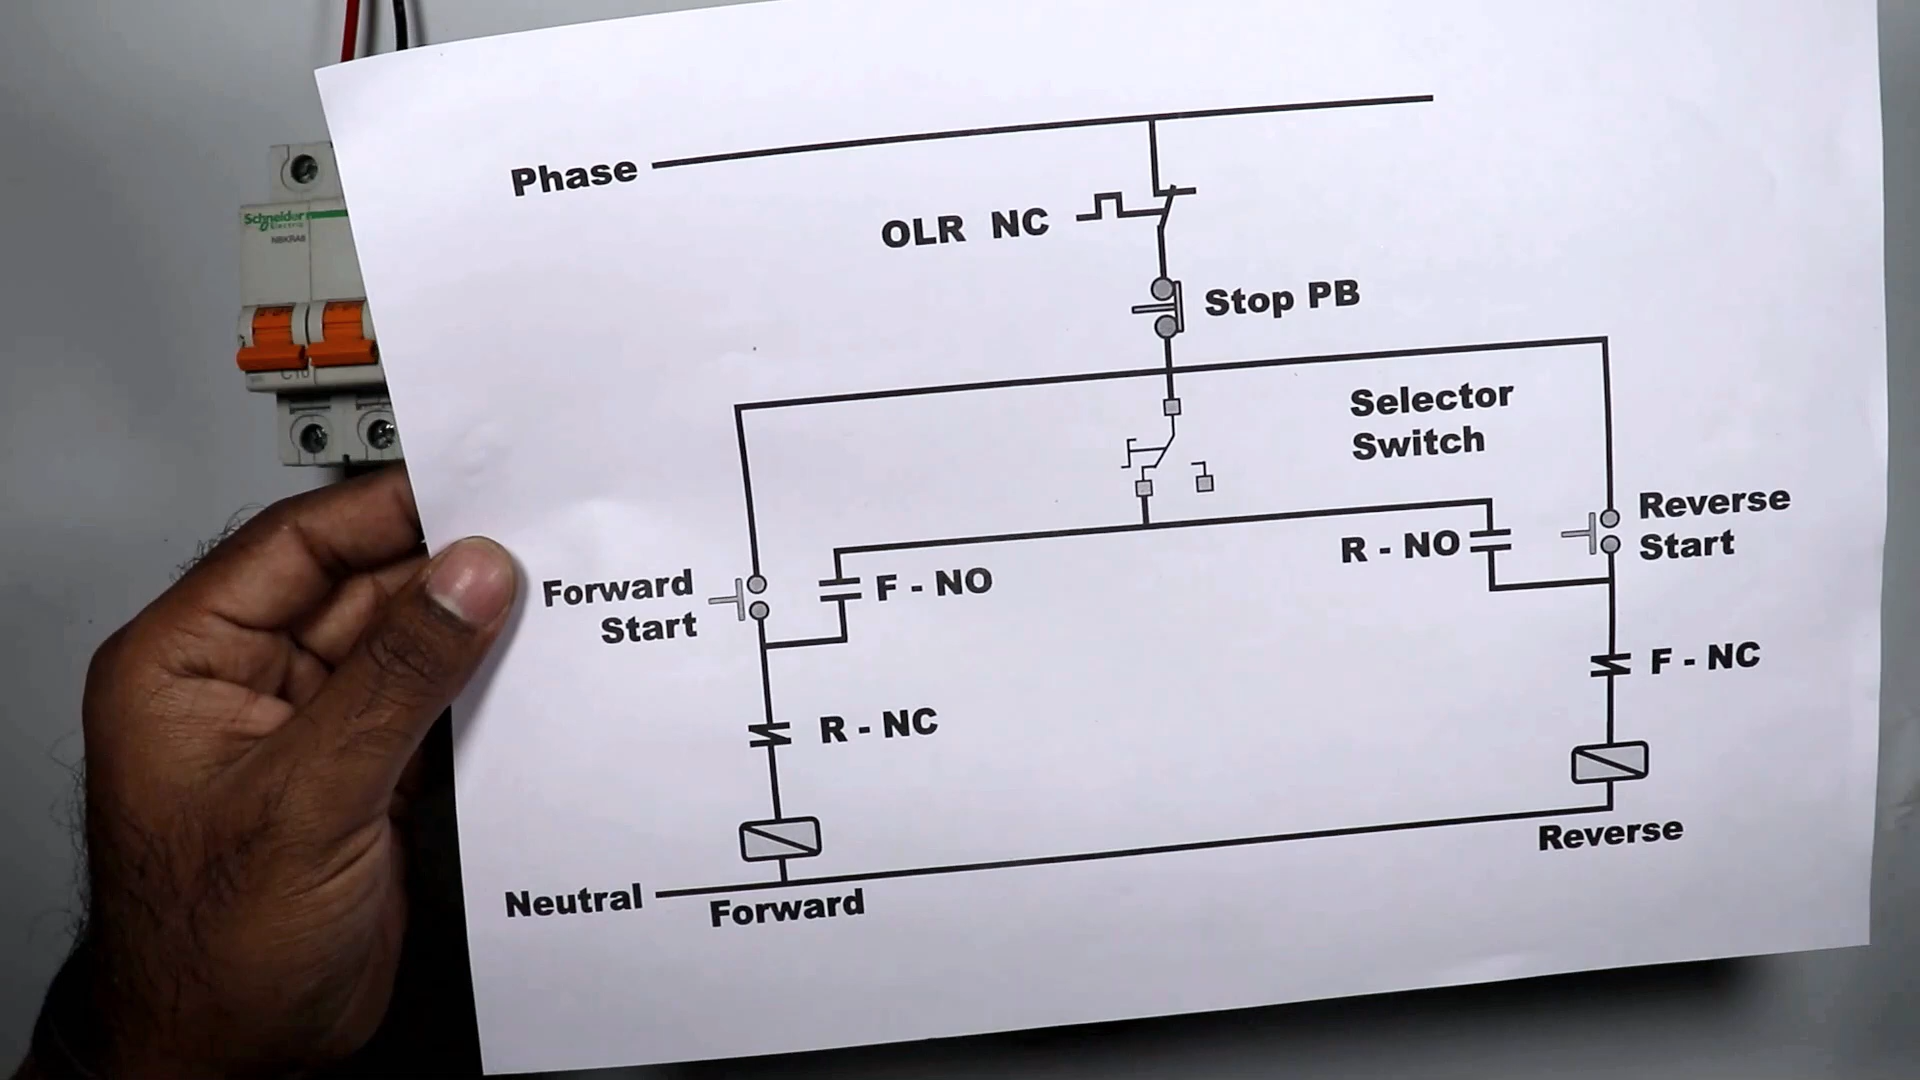 Phase
OLR NC
Stop PB
Selector
Switch
Reverse
Start
R - NO
Forward
Start
F - NO
F - NC
R - NC
Reverse
Neutral
Forward
Schneider
Electric
C10